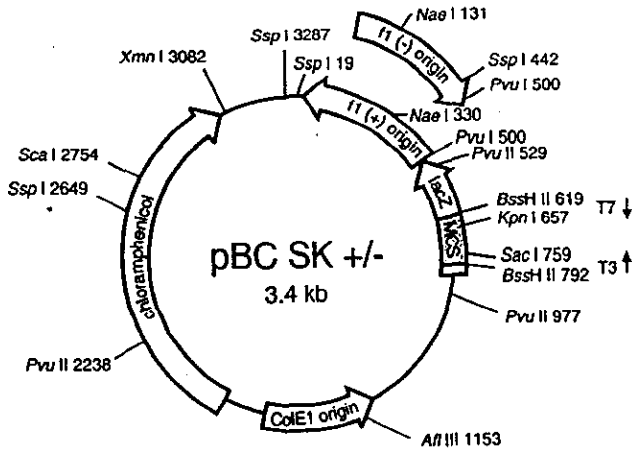 Nae I 131
f1 (-) origin
Ssp I 442
Pvu I 500
Ssp I 3287
Ssp I 19
Xmn I 3082
Nae I 330
f1 (+) origin
Pvu I 500
Pvu II 529
Sca I 2754
Ssp I 2649
lacZ
BssH II 619
T7
Kpn I 657
MCS
chloramphenicol
pBC SK +/-
3.4 kb
Sac I 759
BssH II 792
T3
Pvu II 977
Pvu II 2238
ColE1 origin
Afl III 1153